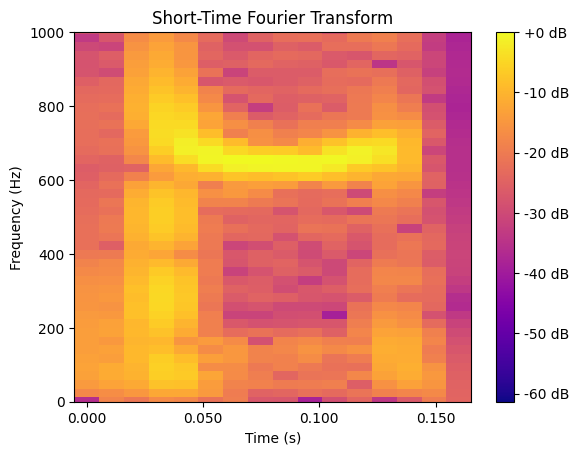 Short-Time Fourier Transform
1000
800
600
400
200
0
Frequency (Hz)
0.000
0.050
0.100
0.150
Time (s)
+0 dB
-10 dB
-20 dB
-30 dB
-40 dB
-50 dB
-60 dB